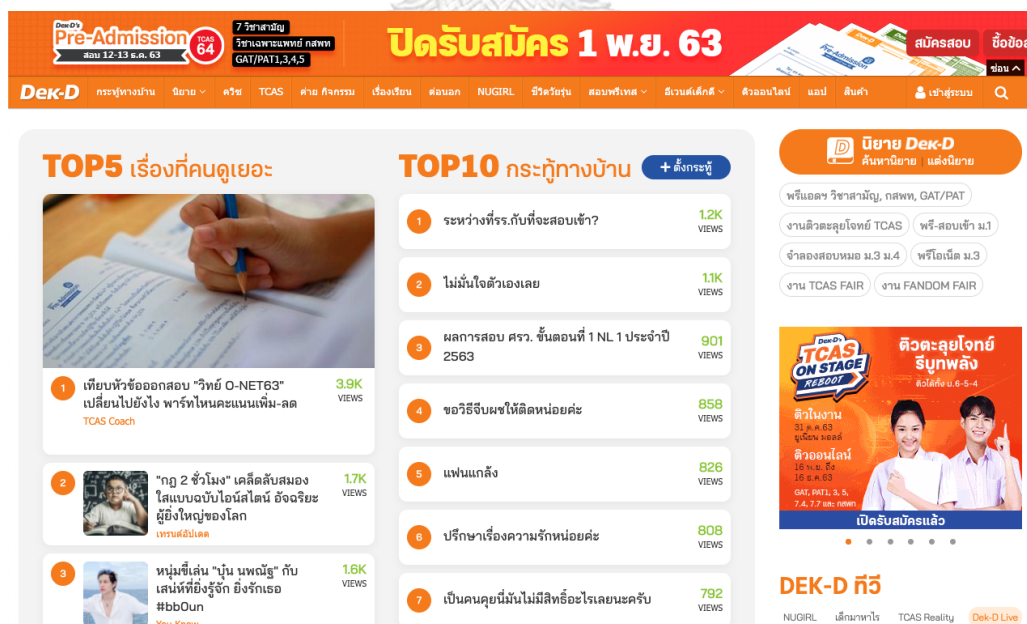 Dek-D's
Pre-Admission
TCAS 64
สอบ 12-13 ธ.ค. 63
7 วิชาสามัญ
วิชาเฉพาะแพทย์ กสพท
GAT/PAT1,3,4,5
ปิดรับสมัคร 1 พ.ย. 63
สมัครสอบ
ซ่อน
DEK-D กระทู้ทางบ้าน นิยาย ควิซ TCAS ค่าย กิจกรรม เรื่องเรียน ต่อนอก NUGIRL ชีวิตวัยรุ่น สอบพรีเทส อีเวนต์เด็กดี ติวออนไลน์ แอป สินค้า เข้าสู่ระบบ
TOP5 เรื่องที่คนดูเยอะ
1 เทียบหัวข้อออกสอบ "วิทย์ O-NET63" 3.9K
เปลี่ยนไปยังไง พาร์ทไหนคะแนนเพิ่ม-ลด VIEWS
TCAS Coach
2 "กฎ 2 ชั่วโมง" เคล็ดลับสมอง 1.7K
ใสแบบฉบับไอน์สไตน์ อัจฉริยะ VIEWS
ผู้ยิ่งใหญ่ของโลก
เทรนด์อัปเดต
3 หนุ่มขี้เล่น "บุ๋น นพณัฐ" กับ 1.6K
เสน่ห์ที่ยิ่งรู้จัก ยิ่งรักเธอ VIEWS
#bbOun
You Know
TOP10 กระทู้ทางบ้าน + ตั้งกระทู้
1 ระหว่างที่รร.กับที่จะสอบเข้า? 1.2K
VIEWS
2 ไม่มั่นใจตัวเองเลย 1.1K
VIEWS
3 ผลการสอบ ศรว. ขั้นตอนที่ 1 NL 1 ประจำปี 901
2563 VIEWS
4 ขอวิธีจีบผชให้ติดหน่อยค่ะ 858
VIEWS
5 แฟนแกล้ง 826
VIEWS
6 ปรึกษาเรื่องความรักหน่อยค่ะ 808
VIEWS
7 เป็นคนคุยนี่มันไม่มีสิทธิ์อะไรเลยนะครับ 792
VIEWS
นิยาย Dek-D
ค้นหานิยาย แต่งนิยาย
พรีแอดฯ วิชาสามัญ, กสพท, GAT/PAT
งานติวตะลุยโจทย์ TCAS พรี-สอบเข้า ม.1
จำลองสอบหมอ ม.3 ม.4 พรีโอเน็ต ม.3
งาน TCAS FAIR งาน FANDOM FAIR
Dek-D's
TCAS
ON STAGE
REBOOT
ติวตะลุยโจทย์
รีบูทพลัง
ติวได้ทั้ง ม.6-5-4
ติวในงาน
31 ต.ค.63
ยูเนี่ยน มอลล์
ติวออนไลน์
16 พ.ย. ถึง
16 ธ.ค.63
GAT, PAT1, 3, 5,
7.4, 7.7 และ กสพท
เปิดรับสมัครแล้ว
DEK-D ทีวี
NUGIRL เด็กมหาไร TCAS Reality Dek-D Live